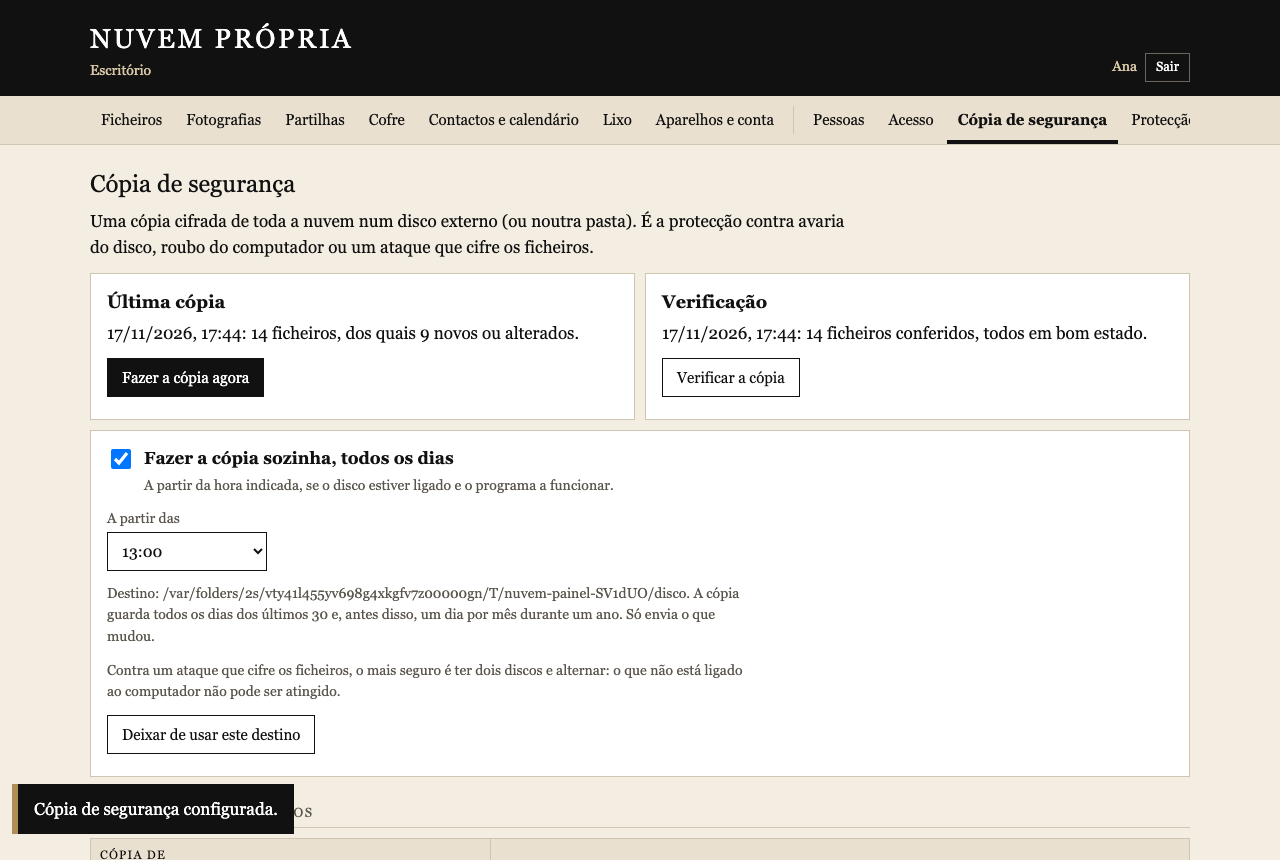 NUVEM PRÓPRIA
Escritório
Ana
Sair
Ficheiros
Fotografias
Partilhas
Cofre
Contactos e calendário
Lixo
Aparelhos e conta
Pessoas
Acesso
Cópia de segurança
Protecçã
Cópia de segurança
Uma cópia cifrada de toda a nuvem num disco externo (ou noutra pasta). É a protecção contra avaria
do disco, roubo do computador ou um ataque que cifre os ficheiros.
Última cópia
17/11/2026, 17:44: 14 ficheiros, dos quais 9 novos ou alterados.
Fazer a cópia agora
Verificação
17/11/2026, 17:44: 14 ficheiros conferidos, todos em bom estado.
Verificar a cópia
Fazer a cópia sozinha, todos os dias
A partir da hora indicada, se o disco estiver ligado e o programa a funcionar.
A partir das
13:00
Destino: /var/folders/2s/vty41l455yv698g4xkgfv7z00000gn/T/nuvem-painel-SV1dUO/disco. A cópia
guarda todos os dias dos últimos 30 e, antes disso, um dia por mês durante um ano. Só envia o que
mudou.
Contra um ataque que cifre os ficheiros, o mais seguro é ter dois discos e alternar: o que não está ligado
ao computador não pode ser atingido.
Deixar de usar este destino
Cópia de segurança configurada.
OS
CÓPIA DE